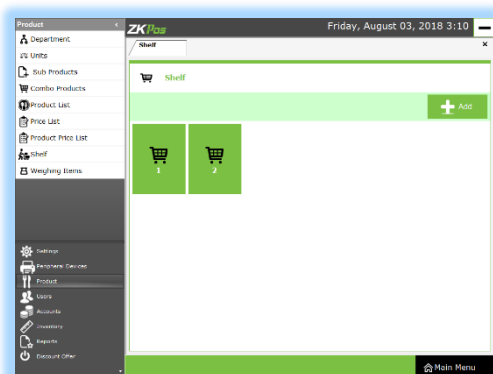 Product <
Department
Units
Sub Products
Combo Products
Product List
Price List
Product Price List
Shelf
Weighing Items
Settings
Peripheral Devices
Product
Users
Accounts
Inventory
Reports
Discount Offer
ZKPos
Friday, August 03, 2018 3:10
Shelf
×
Shelf
Add
1
2
Main Menu